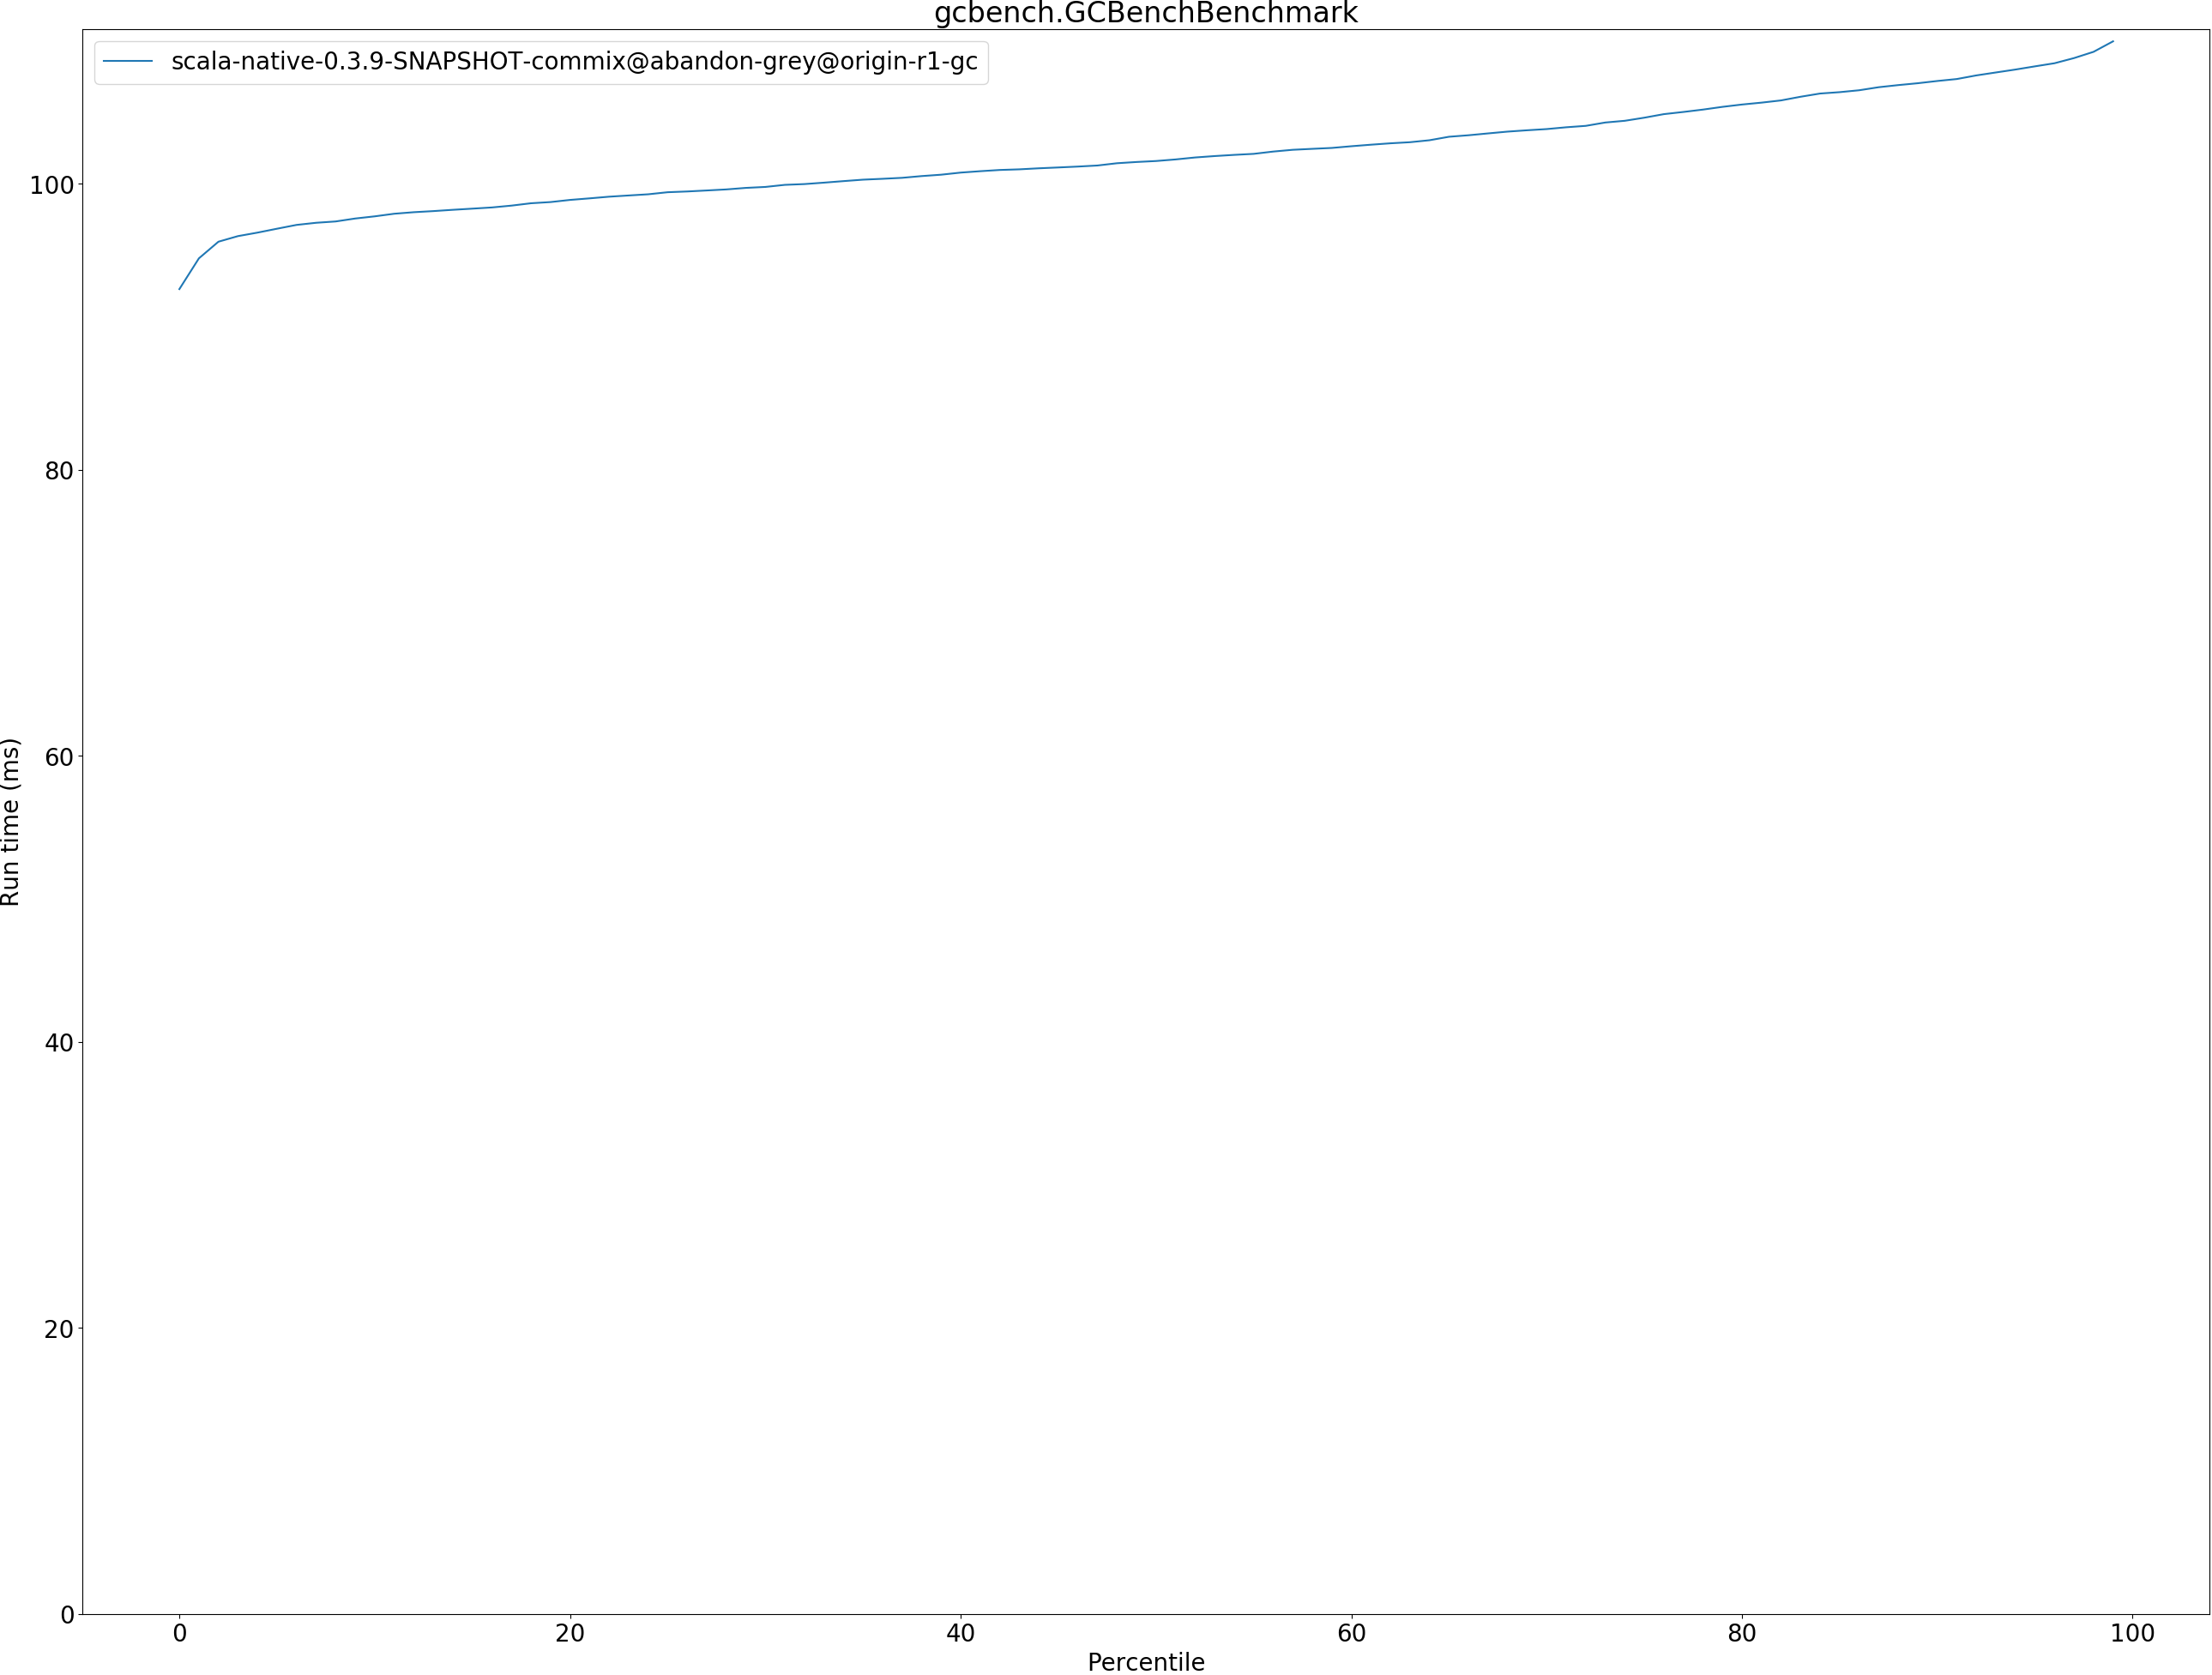 gcbench.GCBenchBenchmark
scala-native-0.3.9-SNAPSHOT-commix@abandon-grey@origin-r1-gc
100
80
60
40
20
0
Run time (ms)
0 20 40 60 80 100
Percentile